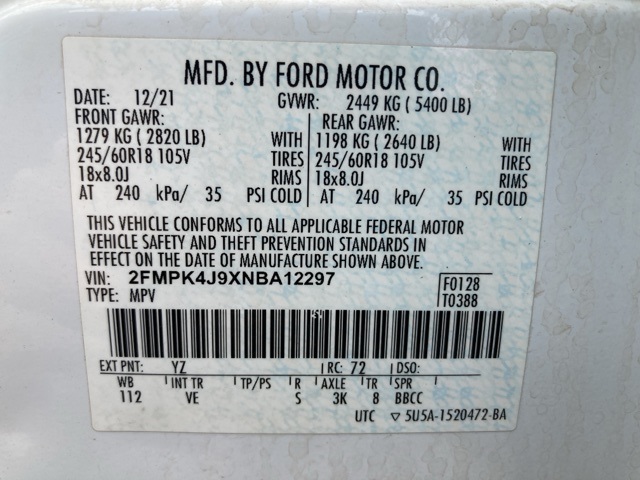 MFD. BY FORD MOTOR CO.
DATE: 12/21 GVWR: 2449 KG ( 5400 LB)
FRONT GAWR: REAR GAWR:
1279 KG ( 2820 LB) WITH 1198 KG ( 2640 LB) WITH
245/60R18 105V TIRES 245/60R18 105V TIRES
18x8.0J RIMS 18x8.0J RIMS
AT 240 kPa/ 35 PSI COLD AT 240 kPa/ 35 PSI COLD
THIS VEHICLE CONFORMS TO ALL APPLICABLE FEDERAL MOTOR
VEHICLE SAFETY AND THEFT PREVENTION STANDARDS IN
EFFECT ON THE DATE OF MANUFACTURE SHOWN ABOVE.
VIN: 2FMPK4J9XNBA12297 F0128
TYPE: MPV T0388
EXT PNT: YZ RC: 72 DSO:
WB INT TR TP/PS R AXLE TR SPR
112 VE S 3K 8 BBCC
UTC ▽ 5U5A-1520472-BA